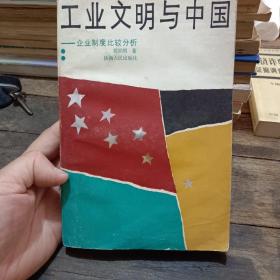 工业文明与中国
——企业制度比较分析
著
陕西人民出版社